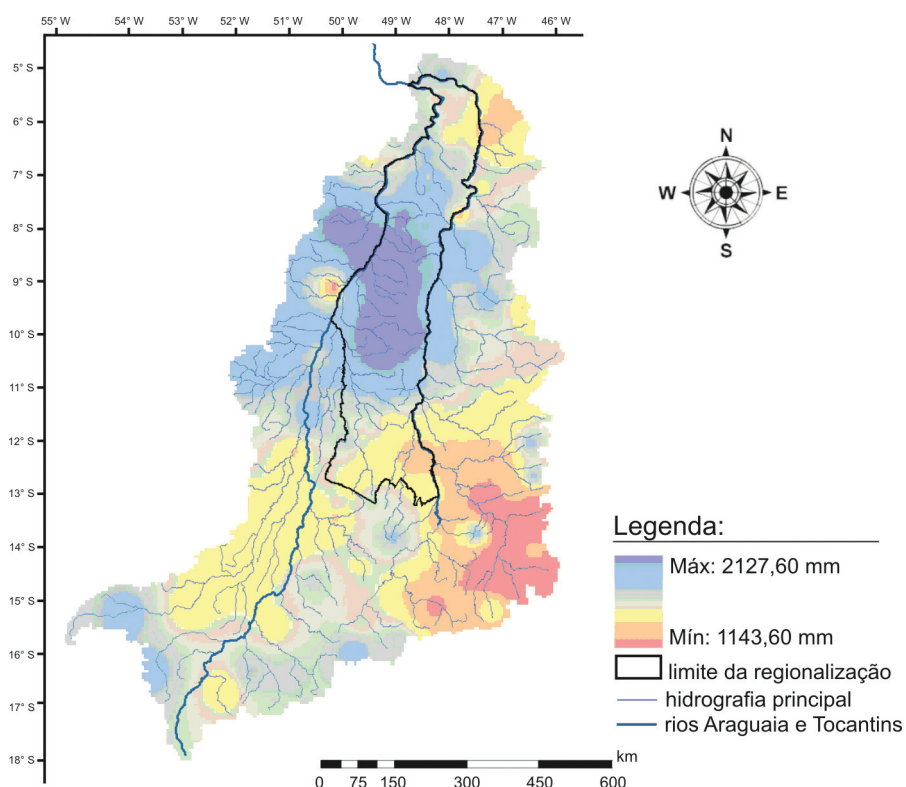 55° W 54° W 53° W 52° W 51° W 50° W 49° W 48° W 47° W 46° W
5° S
6° S
7° S
8° S
9° S
10° S
11° S
12° S
13° S
14° S
15° S
16° S
17° S
18° S
N
W E
S
Legenda:
Máx: 2127,60 mm
Mín: 1143,60 mm
limite da regionalização
hidrografia principal
rios Araguaia e Tocantins
km
0 75 150 300 450 600